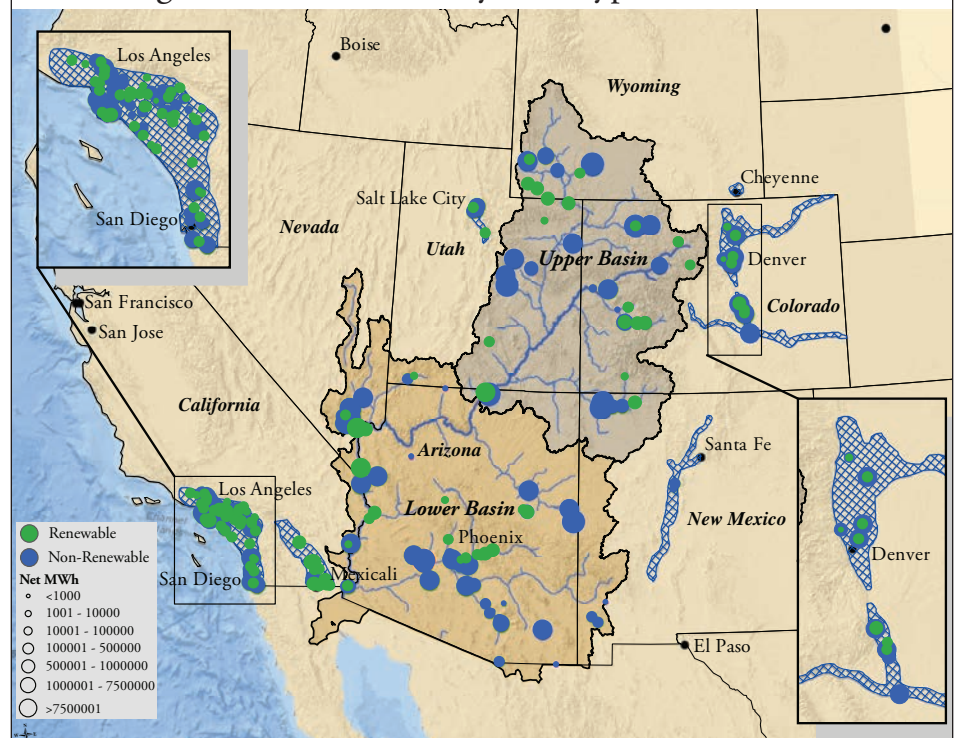 Los Angeles
San Diego
Boise
Wyoming
Cheyenne
Salt Lake City
Nevada
Utah
Upper Basin
Denver
Colorado
San Francisco
San Jose
California
Arizona
Santa Fe
Lower Basin
New Mexico
Phoenix
Los Angeles
San Diego
Mexicali
El Paso
Denver
Renewable
Non-Renewable
Net MWh
<1000
1001 - 10000
10001 - 100000
100001 - 500000
500001 - 1000000
1000001 - 7500000
>7500001